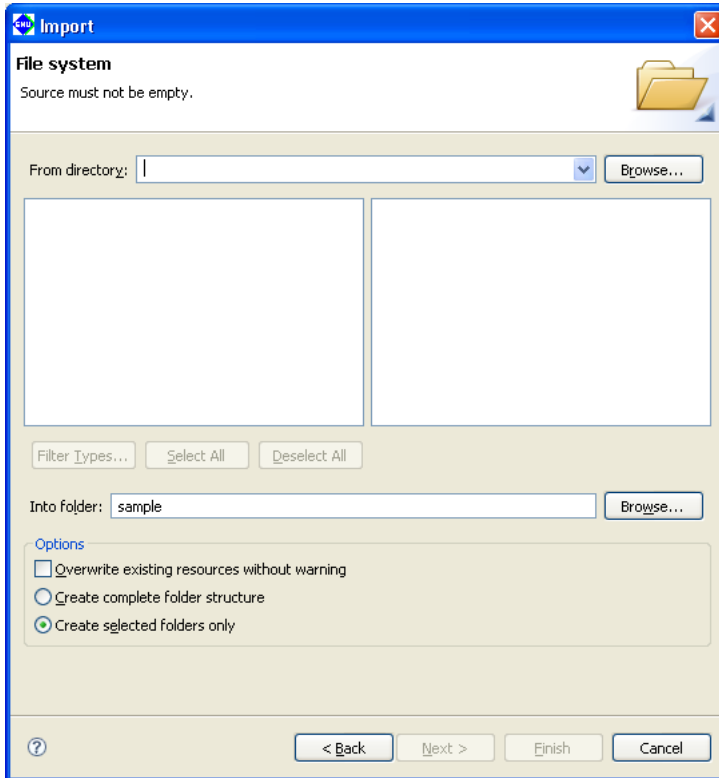 GNU Import
File system
Source must not be empty.
From directory: Browse...
Filter Types... Select All Deselect All
Into folder: sample Browse...
Options
Overwrite existing resources without warning
Create complete folder structure
Create selected folders only
? < Back Next > Finish Cancel